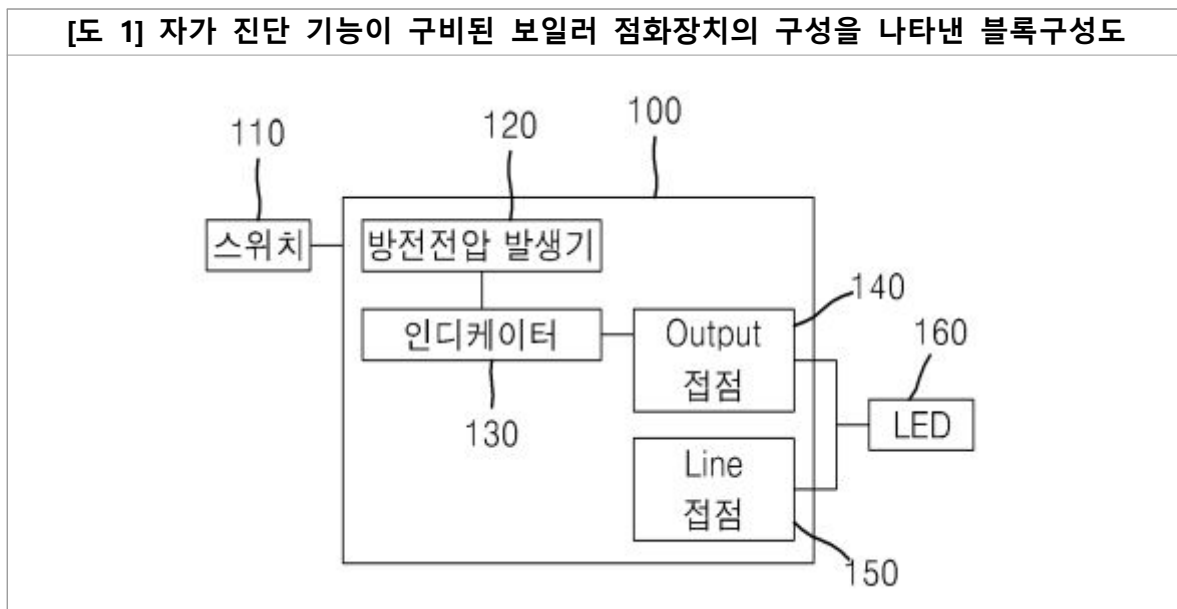 [도 1] 자가 진단 기능이 구비된 보일러 점화장치의 구성을 나타낸 블록구성도
100
120
110
스위치
방전전압 발생기
140
인디케이터
Output
접점
160
LED
130
Line
접점
150